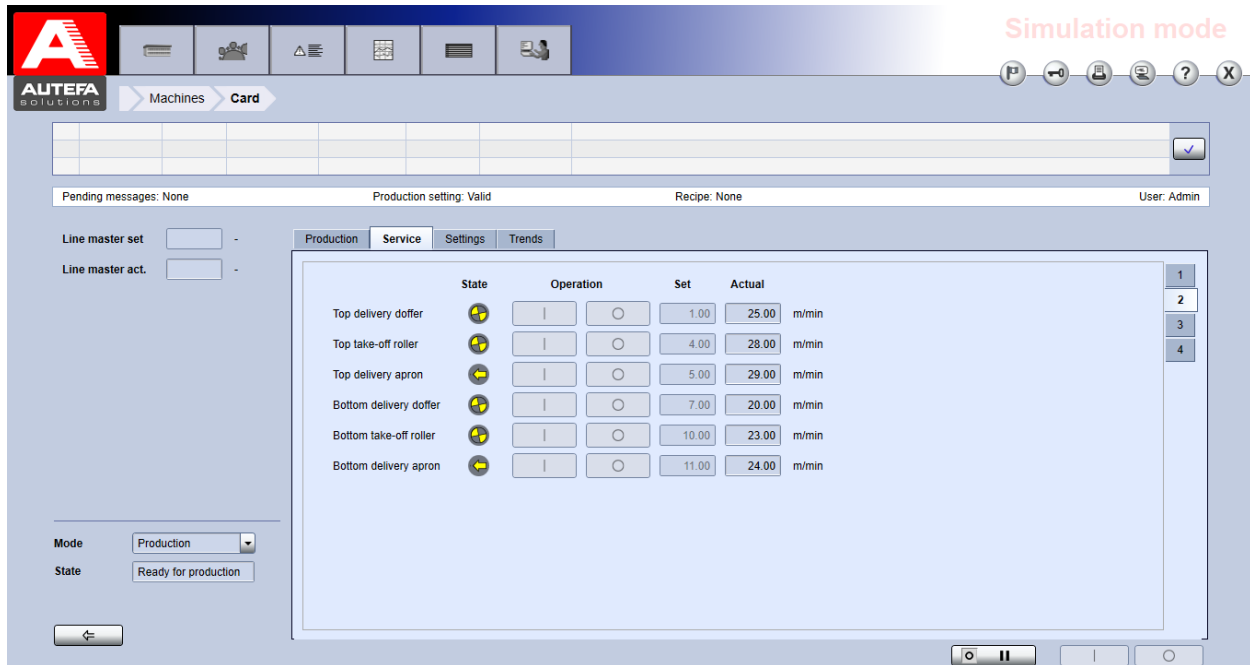 Simulation mode
AUTEFA
solutions
Machines Card
Pending messages: None Production setting: Valid Recipe: None User: Admin
Line master set -
Line master act. -
Production Service Settings Trends
State Operation Set Actual
Top delivery doffer 1.00 25.00 m/min
Top take-off roller 4.00 28.00 m/min
Top delivery apron 5.00 29.00 m/min
Bottom delivery doffer 7.00 20.00 m/min
Bottom take-off roller 10.00 23.00 m/min
Bottom delivery apron 11.00 24.00 m/min
1
2
3
4
Mode Production
State Ready for production